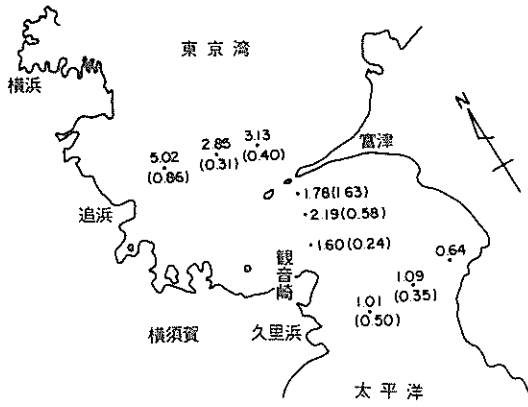 東京湾
横浜
N
富津
3.13
(0.40)
2.85
(0.31)
5.02
(0.86)
1.78(1.63)
2.19(0.58)
追浜
1.60(0.24)
0.64
観音崎
1.09
(0.35)
1.01
(0.50)
横須賀
久里浜
太平洋